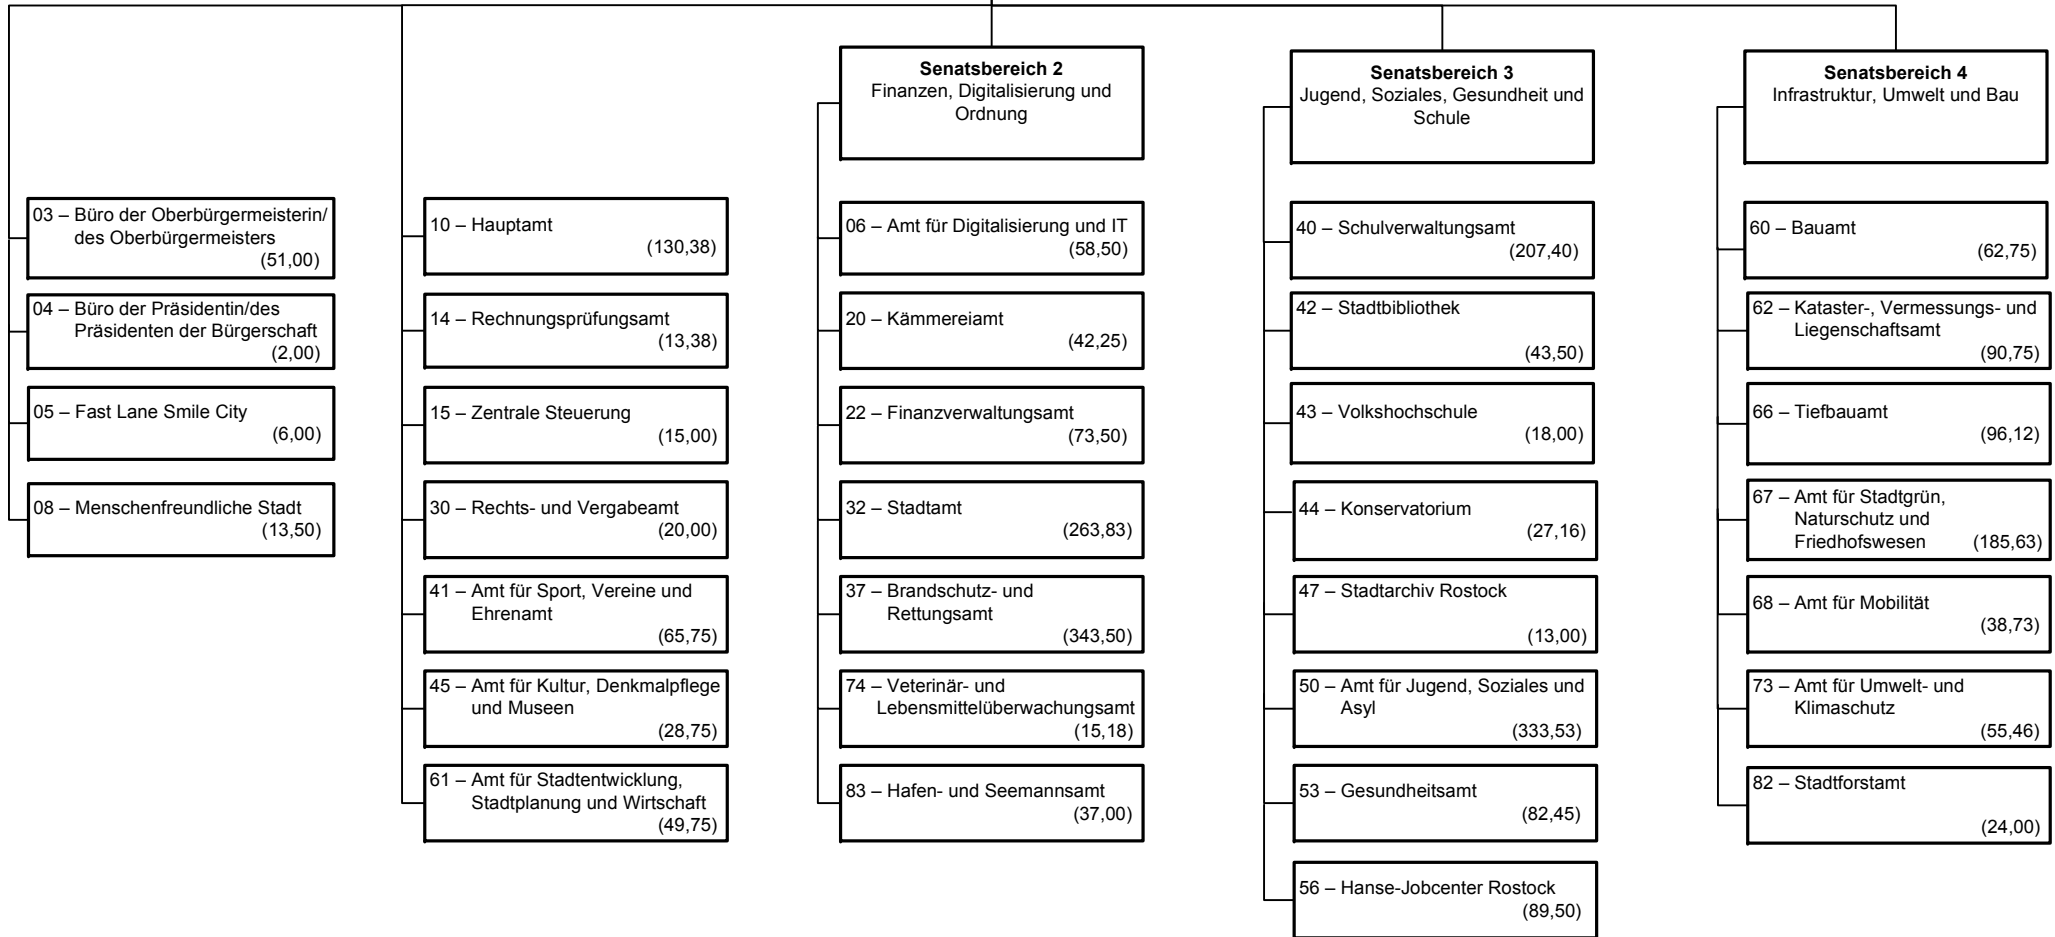 03 – Büro der Oberbürgermeisterin/
des Oberbürgermeisters
(51,00)
04 – Büro der Präsidentin/des
Präsidenten der Bürgerschaft
(2,00)
05 – Fast Lane Smile City
(6,00)
08 – Menschenfreundliche Stadt
(13,50)
10 – Hauptamt
(130,38)
14 – Rechnungsprüfungsamt
(13,38)
15 – Zentrale Steuerung
(15,00)
30 – Rechts- und Vergabeamt
(20,00)
41 – Amt für Sport, Vereine und
Ehrenamt
(65,75)
45 – Amt für Kultur, Denkmalpflege
und Museen
(28,75)
61 – Amt für Stadtentwicklung,
Stadtplanung und Wirtschaft
(49,75)
Senatsbereich 2
Finanzen, Digitalisierung und
Ordnung
06 – Amt für Digitalisierung und IT
(58,50)
20 – Kämmereiamt
(42,25)
22 – Finanzverwaltungsamt
(73,50)
32 – Stadtamt
(263,83)
37 – Brandschutz- und
Rettungsamt
(343,50)
74 – Veterinär- und
Lebensmittelüberwachungsamt
(15,18)
83 – Hafen- und Seemannsamt
(37,00)
Senatsbereich 3
Jugend, Soziales, Gesundheit und
Schule
40 – Schulverwaltungsamt
(207,40)
42 – Stadtbibliothek
(43,50)
43 – Volkshochschule
(18,00)
44 – Konservatorium
(27,16)
47 – Stadtarchiv Rostock
(13,00)
50 – Amt für Jugend, Soziales und
Asyl
(333,53)
53 – Gesundheitsamt
(82,45)
56 – Hanse-Jobcenter Rostock
(89,50)
Senatsbereich 4
Infrastruktur, Umwelt und Bau
60 – Bauamt
(62,75)
62 – Kataster-, Vermessungs- und
Liegenschaftsamt
(90,75)
66 – Tiefbauamt
(96,12)
67 – Amt für Stadtgrün,
Naturschutz und
Friedhofswesen (185,63)
68 – Amt für Mobilität
(38,73)
73 – Amt für Umwelt- und
Klimaschutz
(55,46)
82 – Stadtforstamt
(24,00)